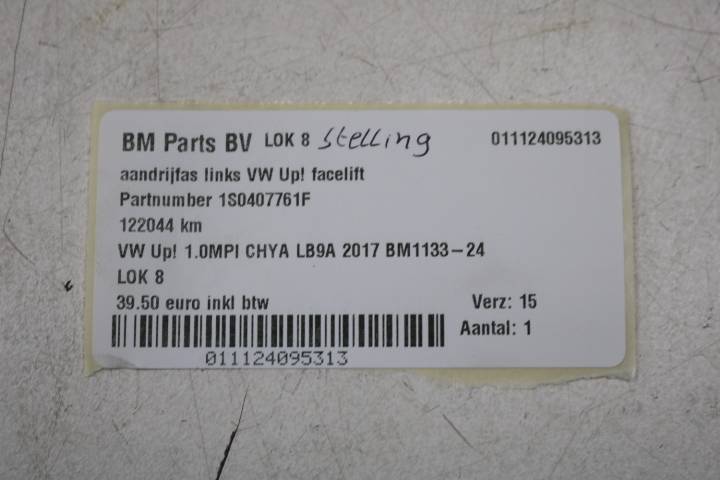 BM Parts BV LOK 8 Stelling 011124095313
aandrijfas links VW Up! facelift
Partnumber 1S0407761F
122044 km
VW Up! 1.0MPI CHYA LB9A 2017 BM1133-24
LOK 8
39.50 euro inkl btw Verz: 15
Aantal: 1
011124095313